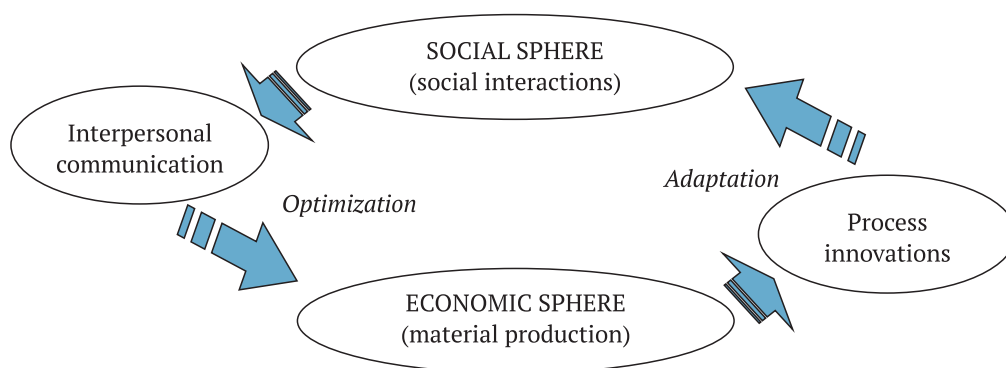 SOCIAL SPHERE
(social interactions)
Interpersonal
communication
Optimization
Adaptation
Process
innovations
ECONOMIC SPHERE
(material production)